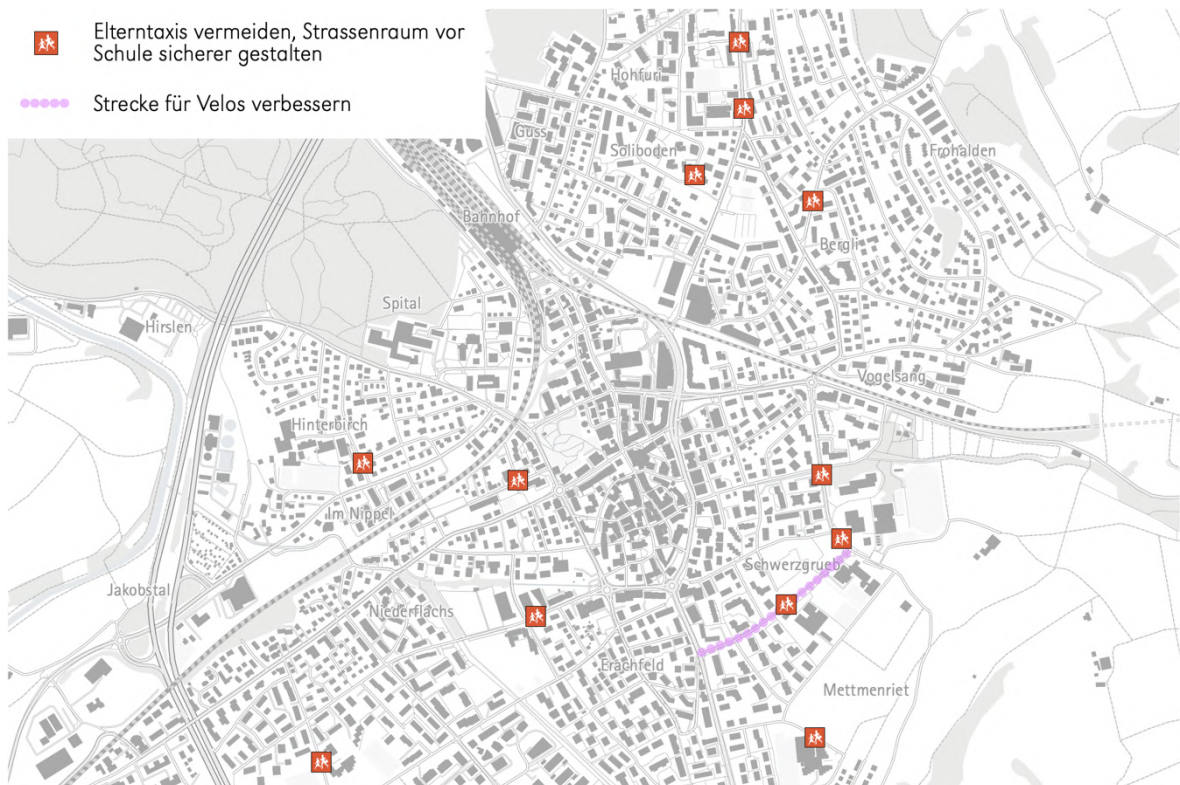 Elterntaxis vermeiden, Strassenraum vor
Schule sicherer gestalten
Strecke für Velos verbessern
Hohfuri
Guss
Soliboden
Frohalden
Bahnhof
Bergli
Spital
Hirslen
Vogelsang
Hinterbirch
Im Nippel
Schwerzgrueb
Jakobstal
Niederflachs
Erachfeld
Mettmenriet